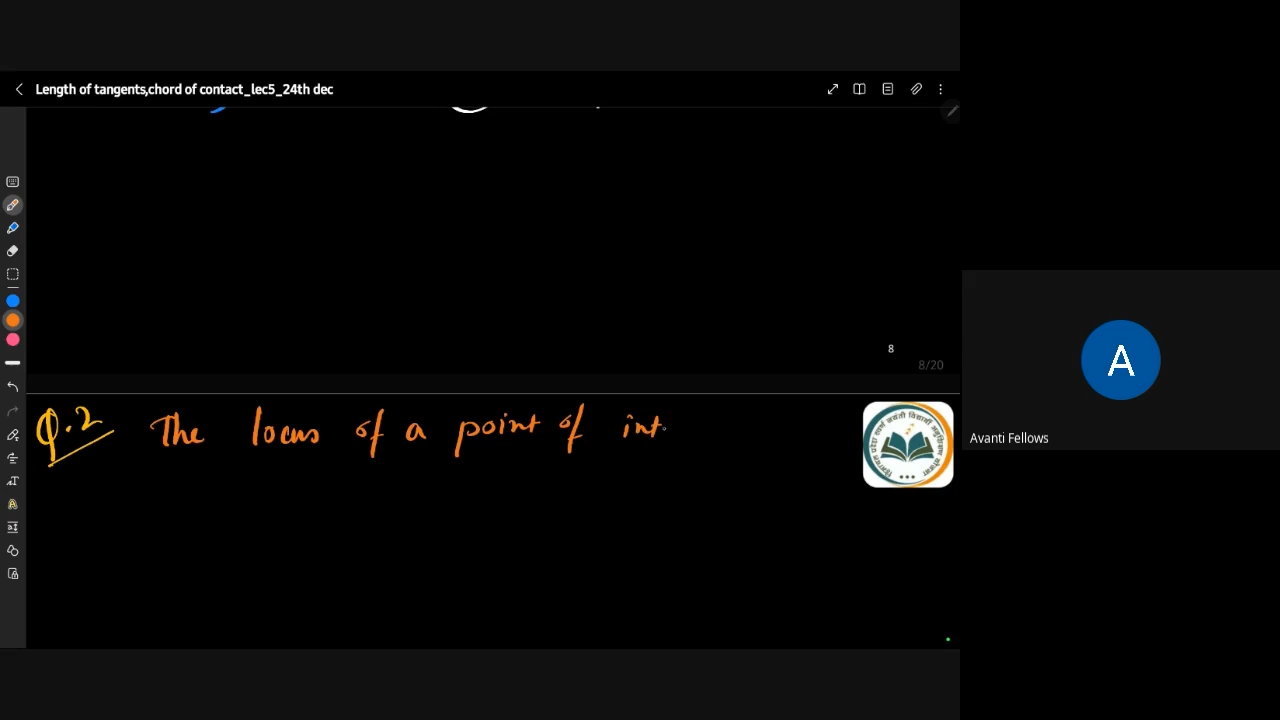 Length of tangents,chord of contact_lec5_24th dec
8
8/20
Q.2 The locus of a point of int
A
Avanti Fellows